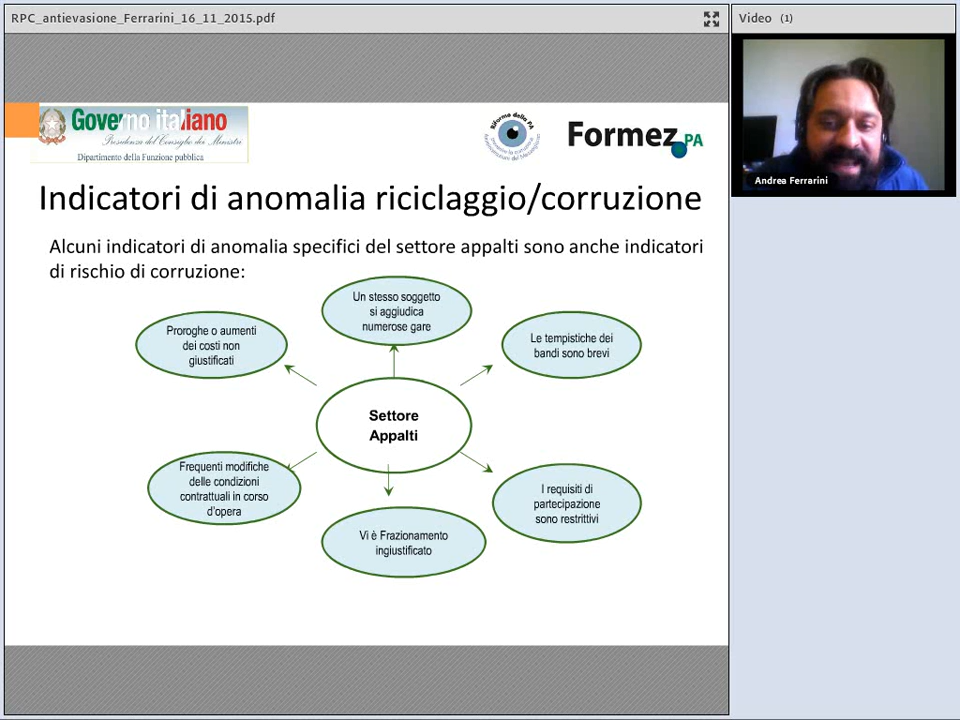 RPC_antievasione_Ferrarini_16_11_2015.pdf
Video (1)
Governo italiano
Presidenza del Consiglio dei Ministri
Dipartimento della Funzione pubblica
Riforma della PA
Formez PA
Andrea Ferrarini
Indicatori di anomalia riciclaggio/corruzione
Alcuni indicatori di anomalia specifici del settore appalti sono anche indicatori
di rischio di corruzione:
Un stesso soggetto
si aggiudica
numerose gare
Proroghe o aumenti
dei costi non
giustificati
Le tempistiche dei
bandi sono brevi
Settore
Appalti
Frequenti modifiche
delle condizioni
contrattuali in corso
d'opera
I requisiti di
partecipazione
sono restrittivi
Vi è Frazionamento
ingiustificato